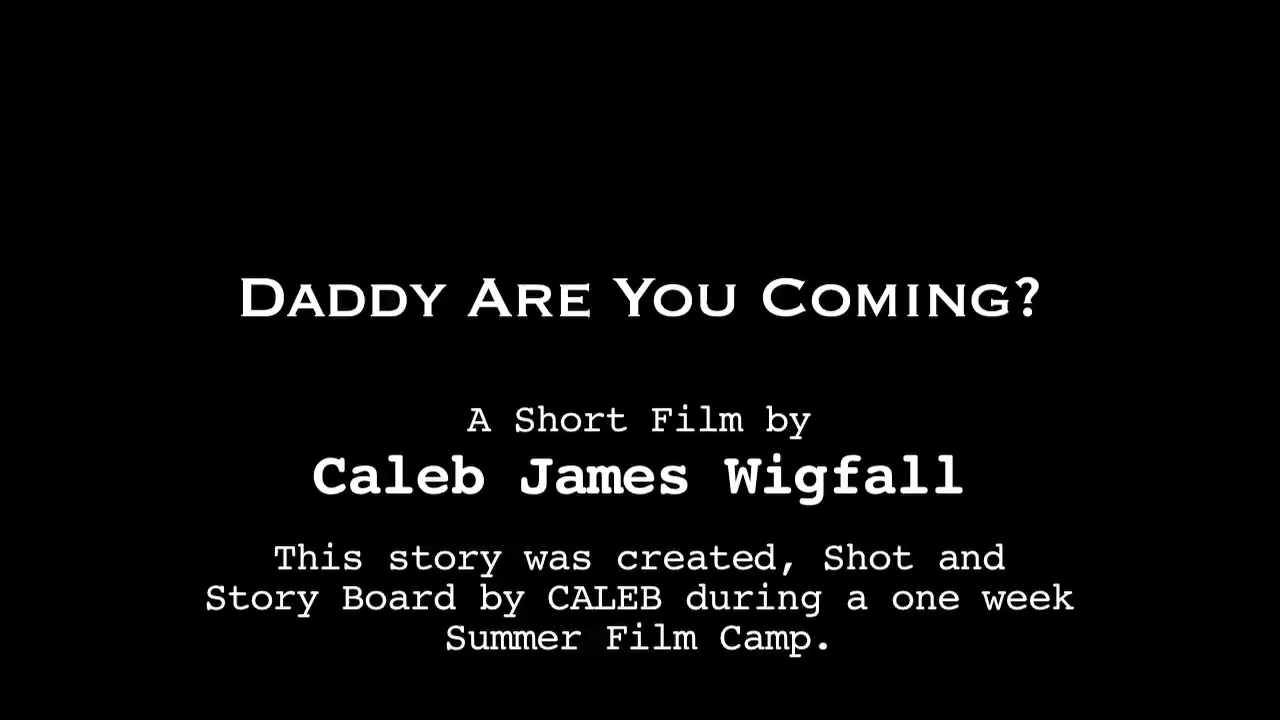 Daddy Are You Coming?
A Short Film by
Caleb James Wigfall
This story was created, Shot and
Story Board by CALEB during a one week
Summer Film Camp.